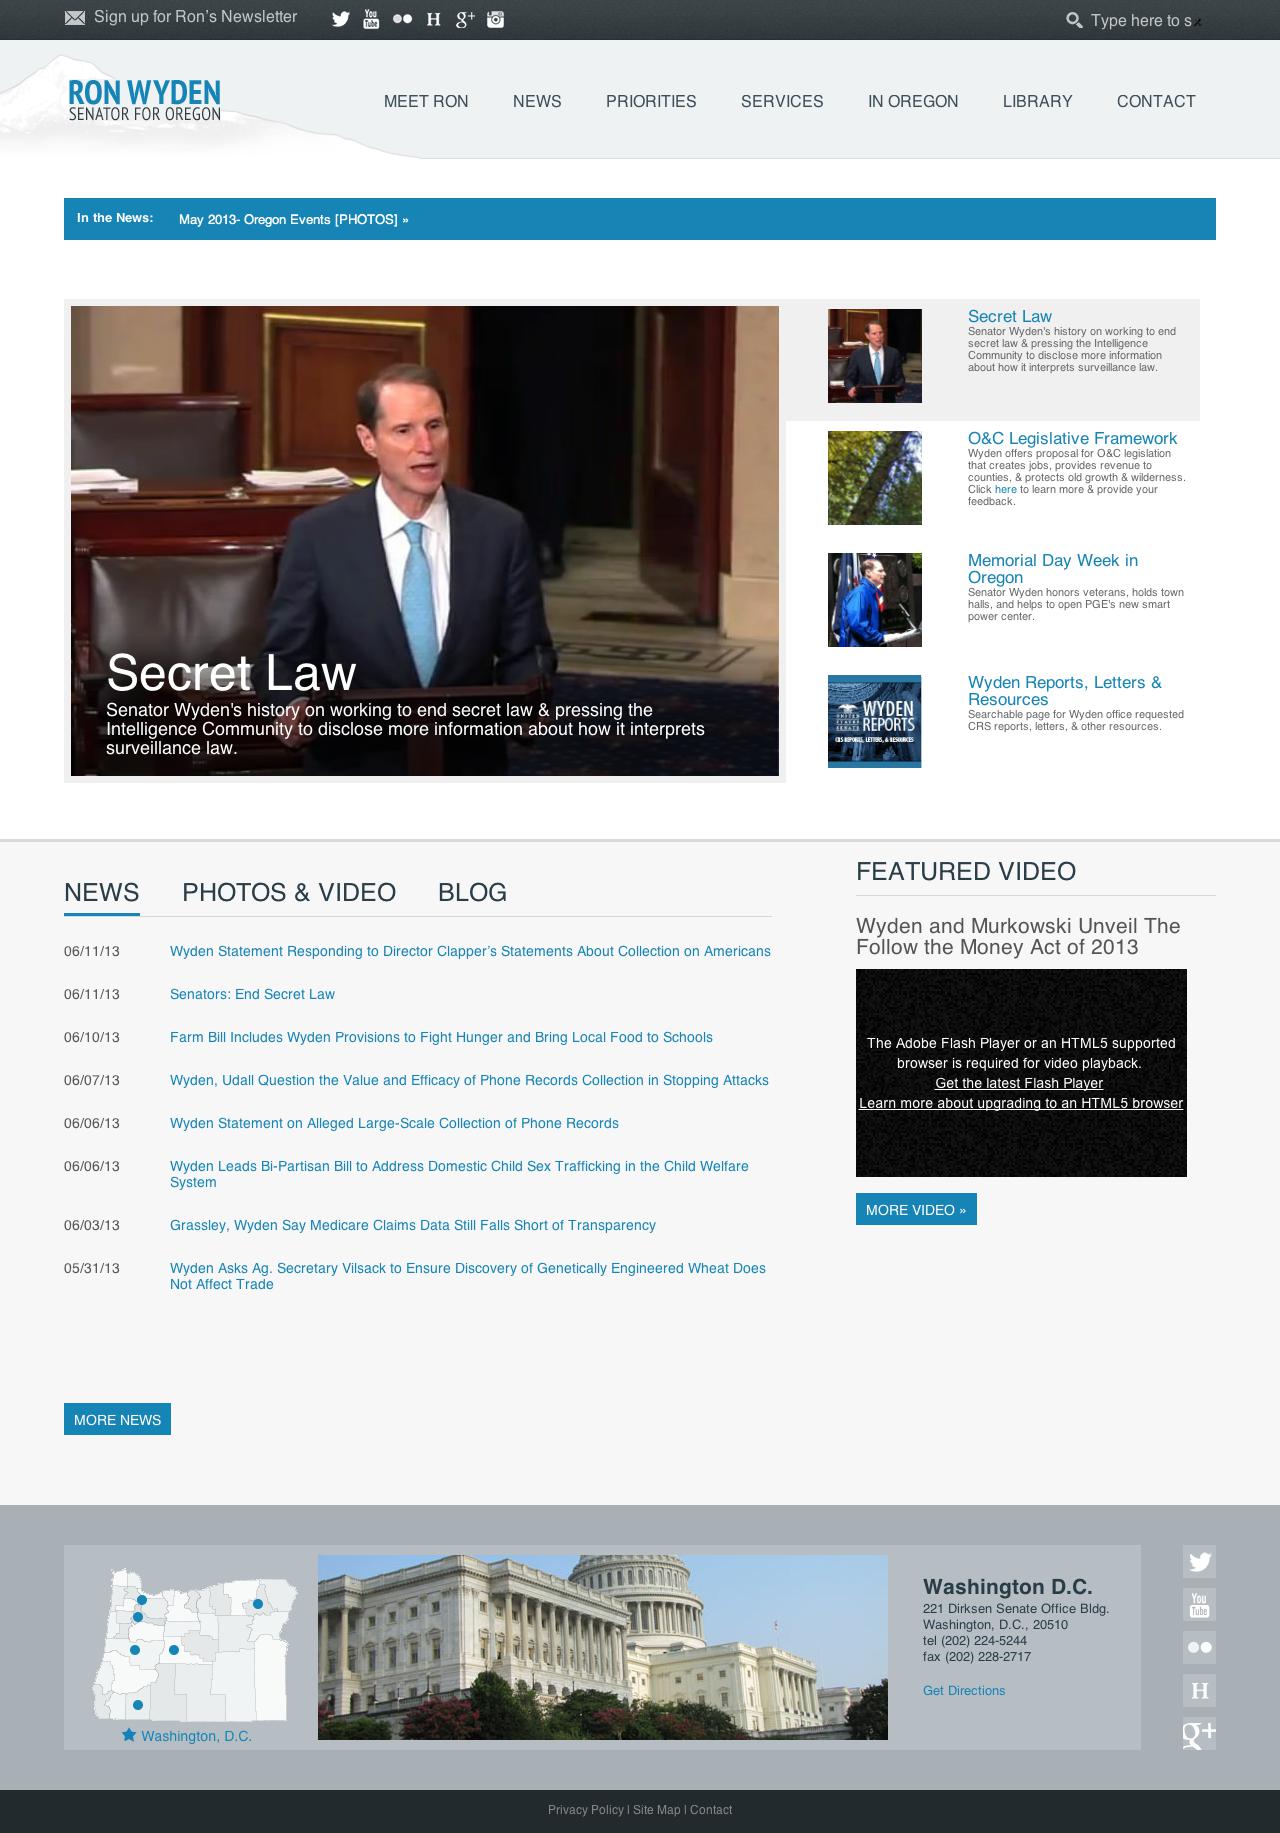 Sign up for Ron's Newsletter
You
Tube
H
g+
Type here to s
RON WYDEN
SENATOR FOR OREGON
MEET RON
NEWS
PRIORITIES
SERVICES
IN OREGON
LIBRARY
CONTACT
In the News:
May 2013- Oregon Events [PHOTOS] »
Secret Law
Senator Wyden's history on working to end secret law & pressing the
Intelligence Community to disclose more information about how it interprets
surveillance law.
Secret Law
Senator Wyden's history on working to end
secret law & pressing the Intelligence
Community to disclose more information
about how it interprets surveillance law.
O&C Legislative Framework
Wyden offers proposal for O&C legislation
that creates jobs, provides revenue to
counties, & protects old growth & wilderness.
Click here to learn more & provide your
feedback.
Memorial Day Week in
Oregon
Senator Wyden honors veterans, holds town
halls, and helps to open PGE's new smart
power center.
UNITED
STATES
SENATE
WYDEN
REPORTS
CRS REPORTS, LETTERS, & RESOURCES
Wyden Reports, Letters &
Resources
Searchable page for Wyden office requested
CRS reports, letters, & other resources.
NEWS
PHOTOS & VIDEO
BLOG
06/11/13
Wyden Statement Responding to Director Clapper's Statements About Collection on Americans
06/11/13
Senators: End Secret Law
06/10/13
Farm Bill Includes Wyden Provisions to Fight Hunger and Bring Local Food to Schools
06/07/13
Wyden, Udall Question the Value and Efficacy of Phone Records Collection in Stopping Attacks
06/06/13
Wyden Statement on Alleged Large-Scale Collection of Phone Records
06/06/13
Wyden Leads Bi-Partisan Bill to Address Domestic Child Sex Trafficking in the Child Welfare
System
06/03/13
Grassley, Wyden Say Medicare Claims Data Still Falls Short of Transparency
05/31/13
Wyden Asks Ag. Secretary Vilsack to Ensure Discovery of Genetically Engineered Wheat Does
Not Affect Trade
MORE NEWS
FEATURED VIDEO
Wyden and Murkowski Unveil The
Follow the Money Act of 2013
The Adobe Flash Player or an HTML5 supported
browser is required for video playback.
Get the latest Flash Player
Learn more about upgrading to an HTML5 browser
MORE VIDEO »
Washington, D.C.
Washington D.C.
221 Dirksen Senate Office Bldg.
Washington, D.C., 20510
tel (202) 224-5244
fax (202) 228-2717
Get Directions
You
Tube
H
g+
Privacy Policy | Site Map | Contact